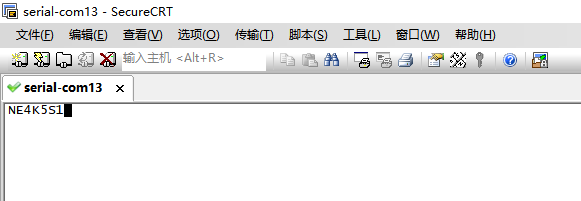 serial-com13 - SecureCRT
文件(F) 编辑(E) 查看(V) 选项(O) 传输(T) 脚本(S) 工具(L) 窗口(W) 帮助(H)
输入主机 <Alt+R>
serial-com13 ×
NE4K5S1